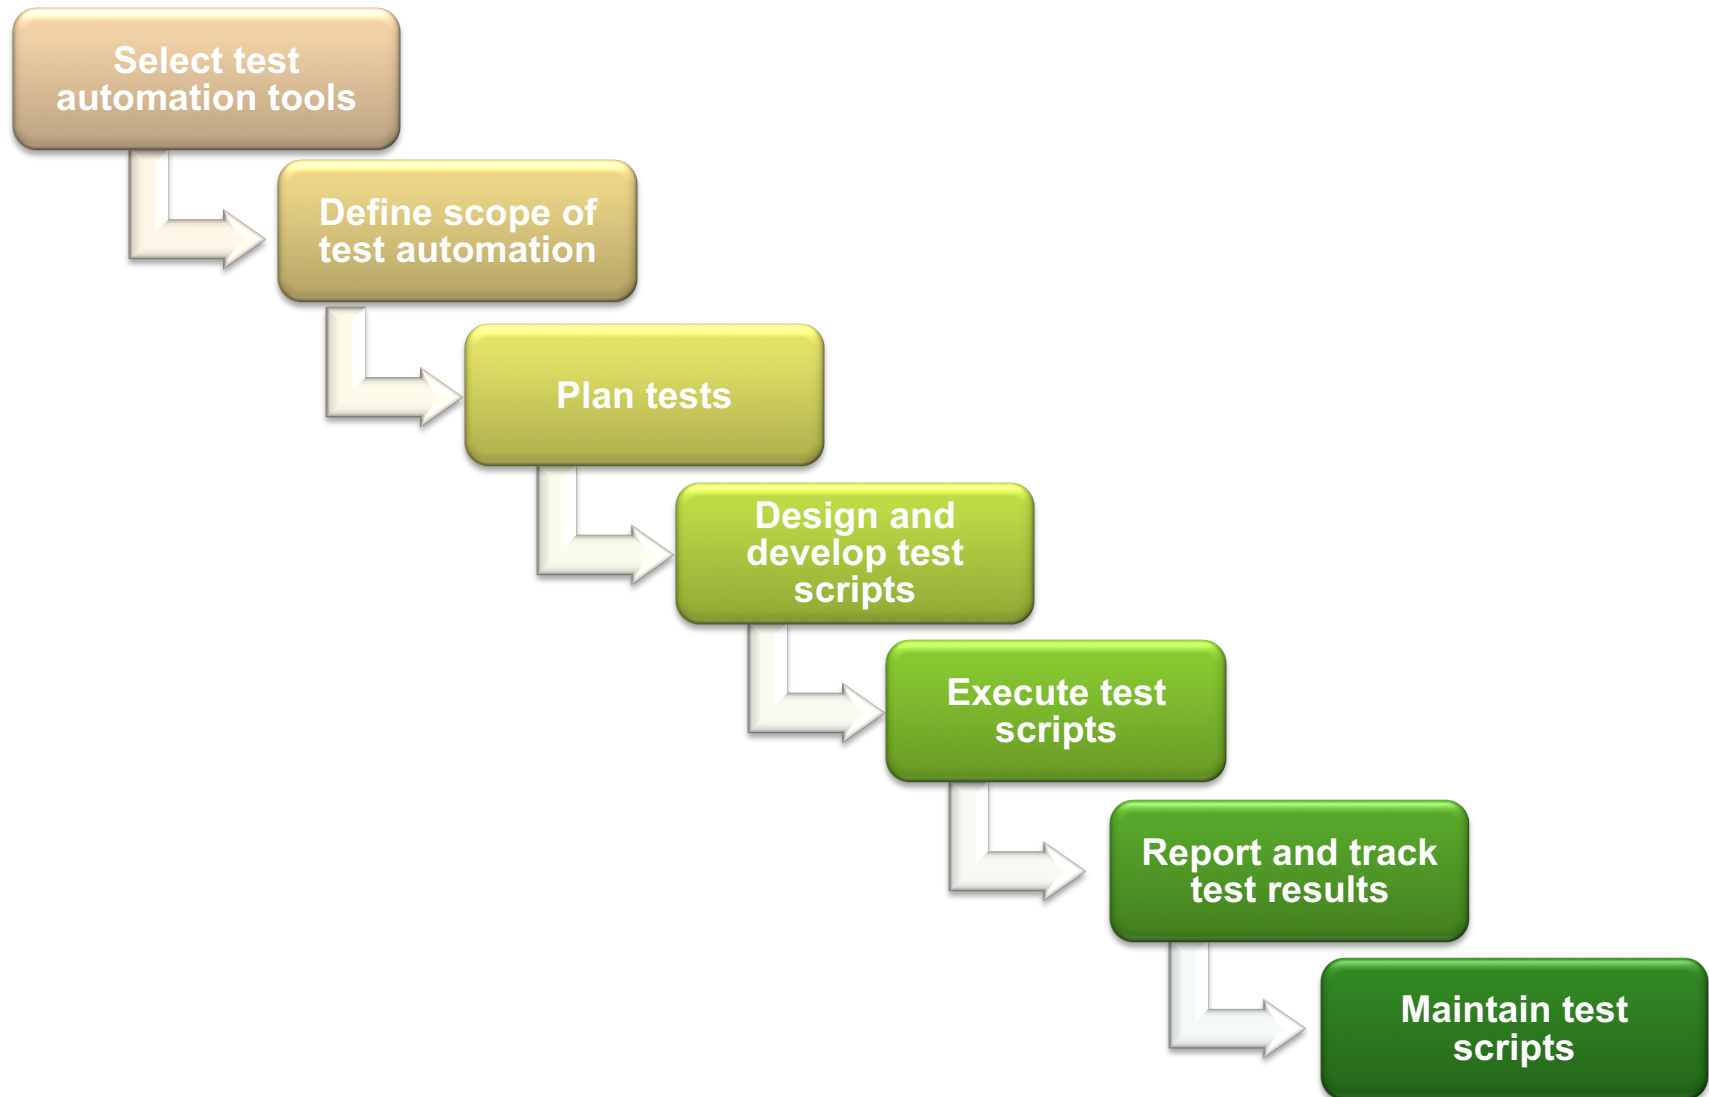 Select test
automation tools
Define scope of
test automation
Plan tests
Design and
develop test
scripts
Execute test
scripts
Report and track
test results
Maintain test
scripts